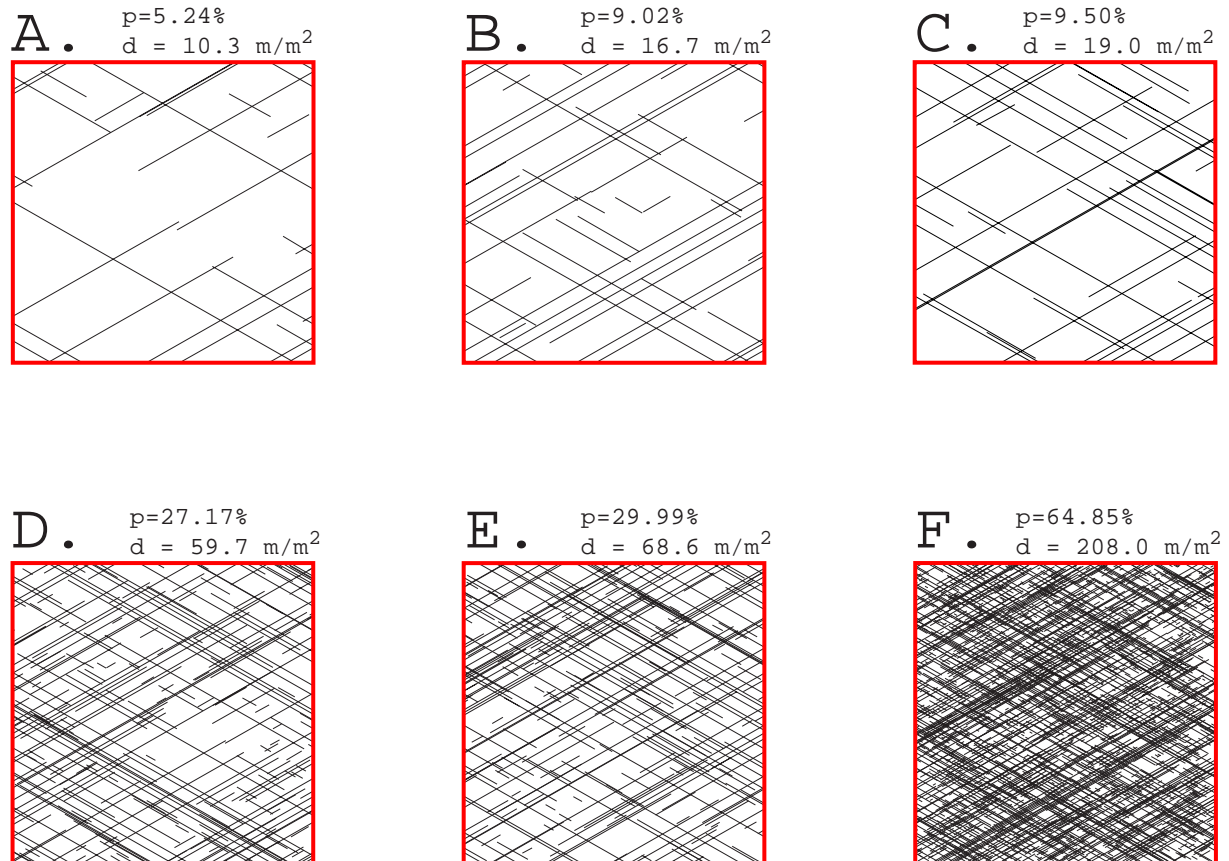 A.
p=5.24%
d = 10.3 m/m²
B.
p=9.02%
d = 16.7 m/m²
C.
p=9.50%
d = 19.0 m/m²
D.
p=27.17%
d = 59.7 m/m²
E.
p=29.99%
d = 68.6 m/m²
F.
p=64.85%
d = 208.0 m/m²